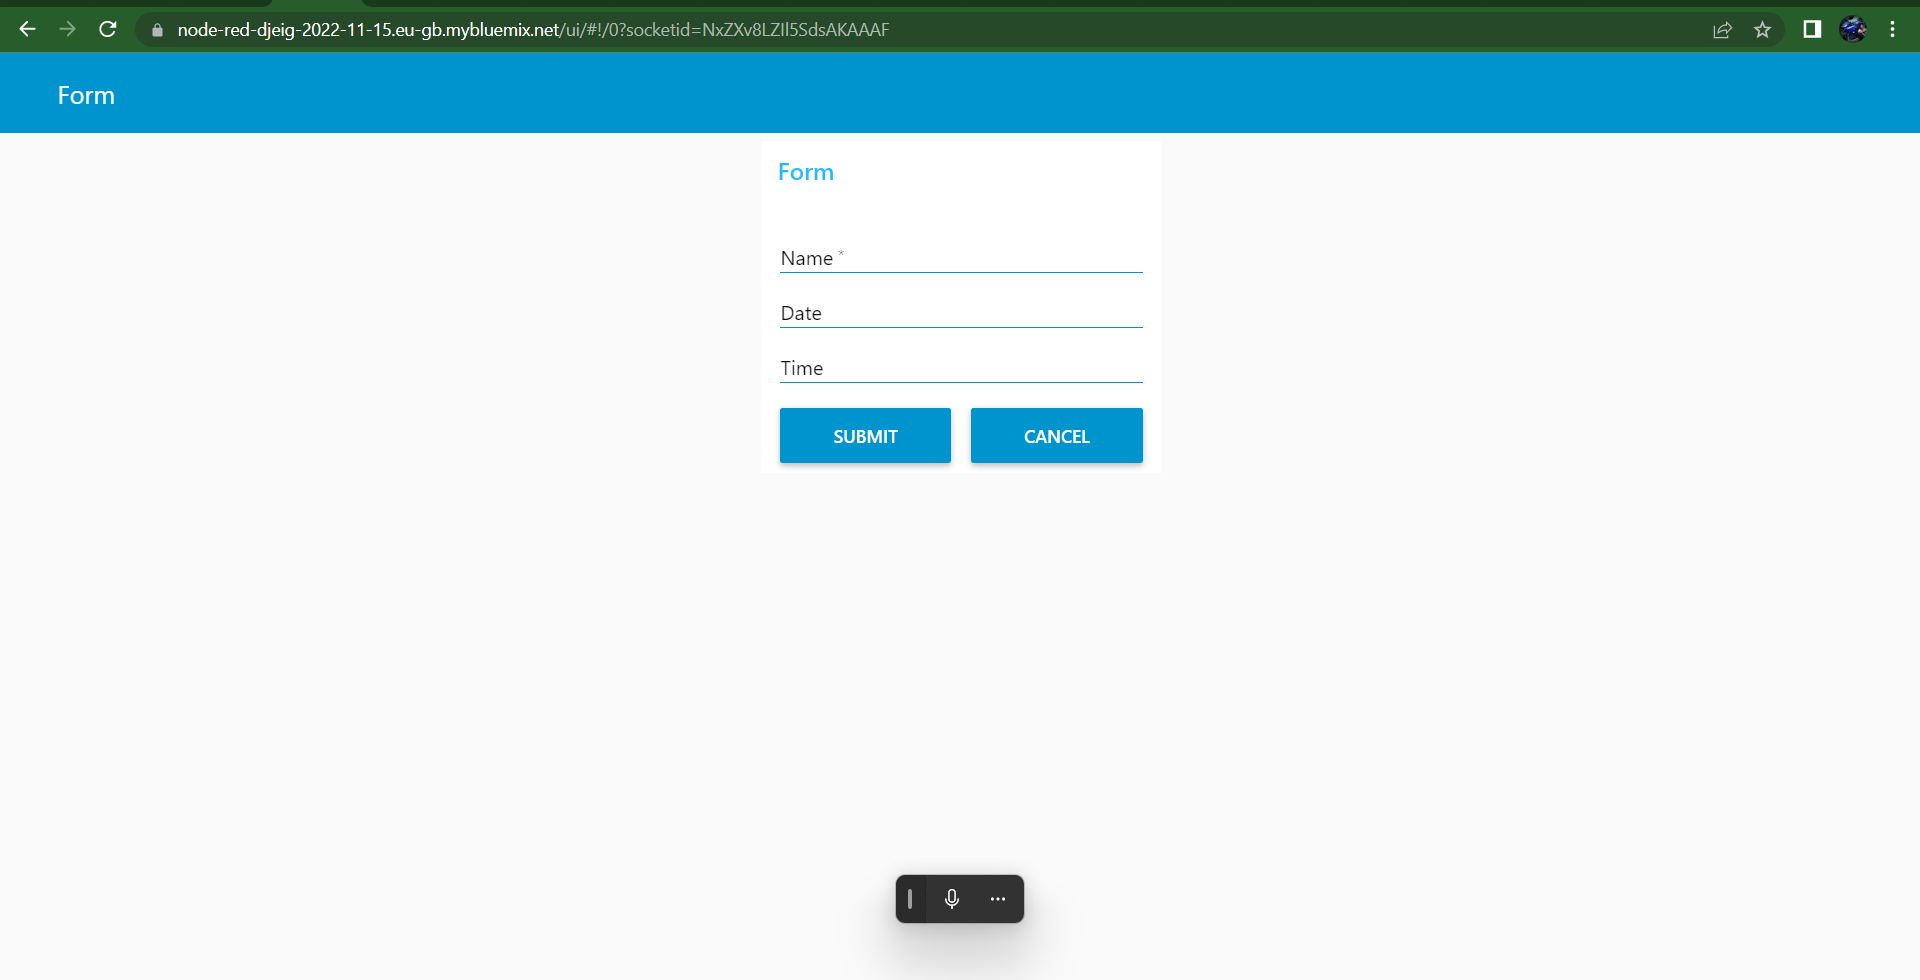 node-red-djeig-2022-11-15.eu-gb.mybluemix.net/ui/#!/0?socketid=NxZXv8LZIl5SdsAKAAAF
Form
Form
Name *
Date
Time
SUBMIT CANCEL